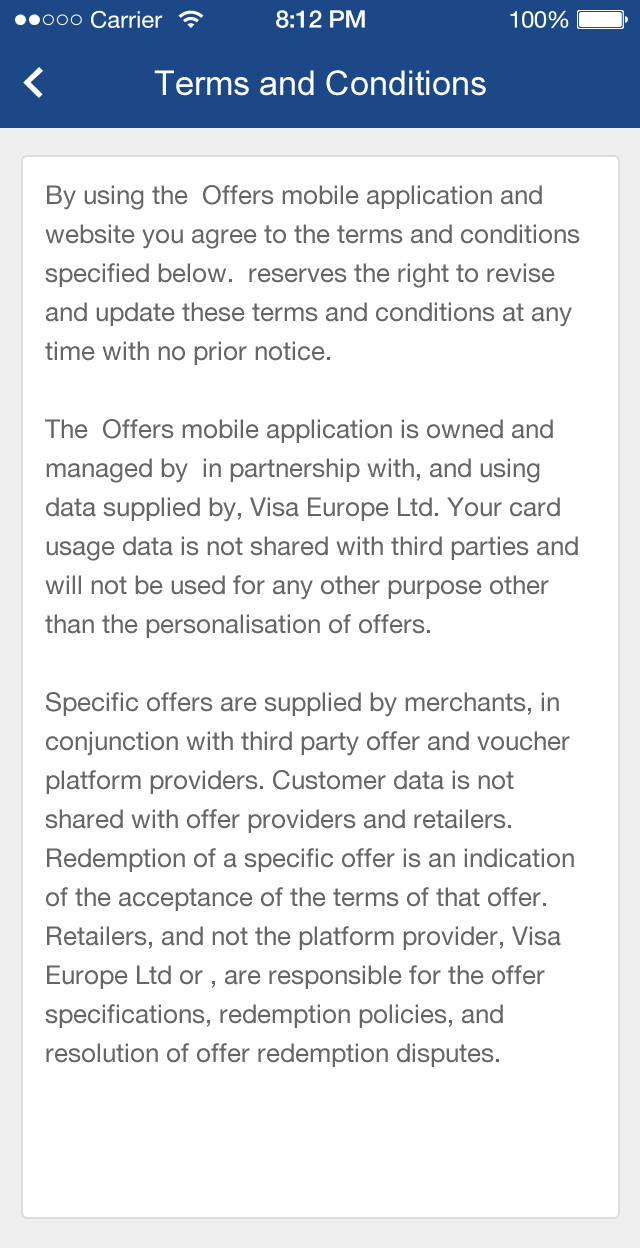 Carrier 8:12 PM 100%
Terms and Conditions
By using the  Offers mobile application and
website you agree to the terms and conditions
specified below.  reserves the right to revise
and update these terms and conditions at any
time with no prior notice.
The  Offers mobile application is owned and
managed by  in partnership with, and using
data supplied by, Visa Europe Ltd. Your card
usage data is not shared with third parties and
will not be used for any other purpose other
than the personalisation of offers.
Specific offers are supplied by merchants, in
conjunction with third party offer and voucher
platform providers. Customer data is not
shared with offer providers and retailers.
Redemption of a specific offer is an indication
of the acceptance of the terms of that offer.
Retailers, and not the platform provider, Visa
Europe Ltd or , are responsible for the offer
specifications, redemption policies, and
resolution of offer redemption disputes.